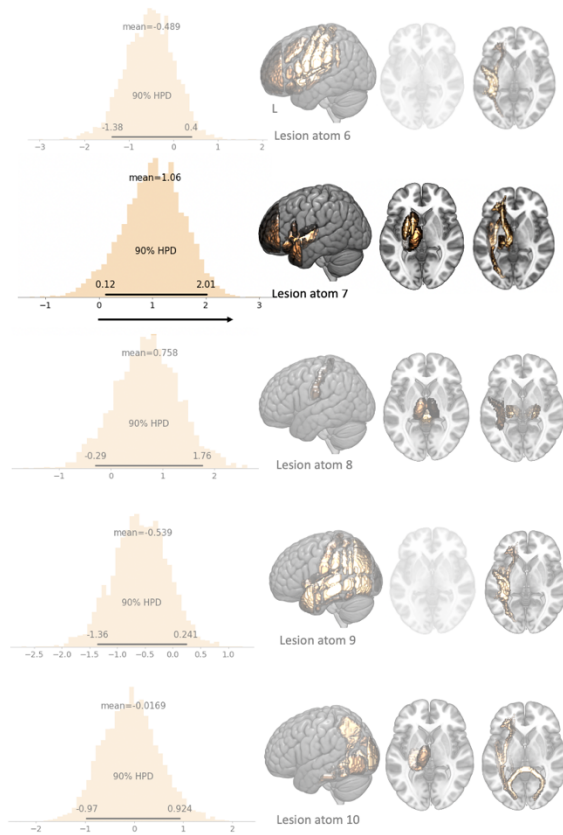 mean=-0.489
90% HPD
-1.38 0.4
−3 −2 −1 0 1 2
L
Lesion atom 6
mean=1.06
90% HPD
0.12 2.01
−1 0 1 2 3
Lesion atom 7
mean=0.758
90% HPD
-0.29 1.76
−1 0 1 2
Lesion atom 8
mean=-0.539
90% HPD
-1.36 0.241
−2.5 −2.0 −1.5 −1.0 −0.5 0.0 0.5 1.0
Lesion atom 9
mean=-0.0169
90% HPD
-0.97 0.924
−2 −1 0 1 2
Lesion atom 10